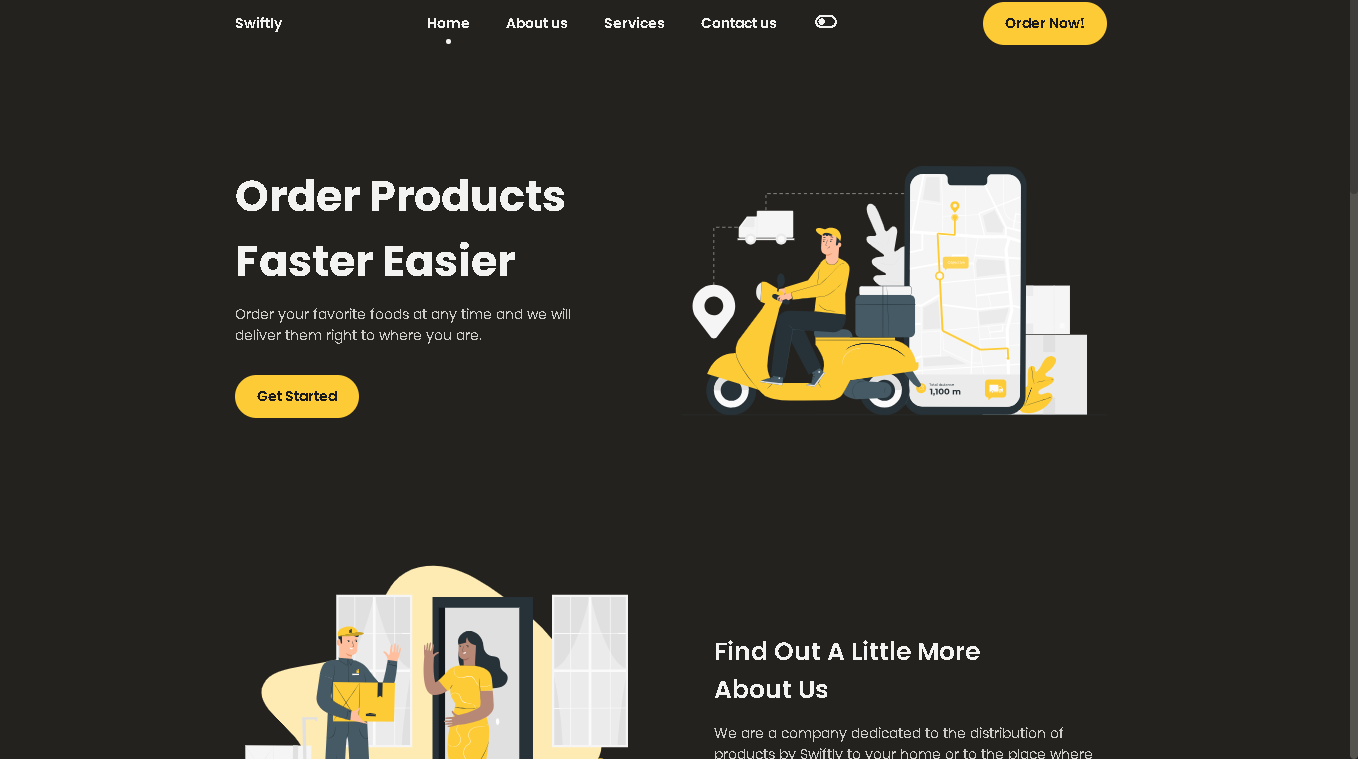 Swiftly
Home
About us
Services
Contact us
Order Now!
Order Products
Faster Easier
Order your favorite foods at any time and we will
deliver them right to where you are.
Get Started
Total distance
1,100 m
Find Out A Little More
About Us
We are a company dedicated to the distribution of
products by Swiftly to your home or to the place where